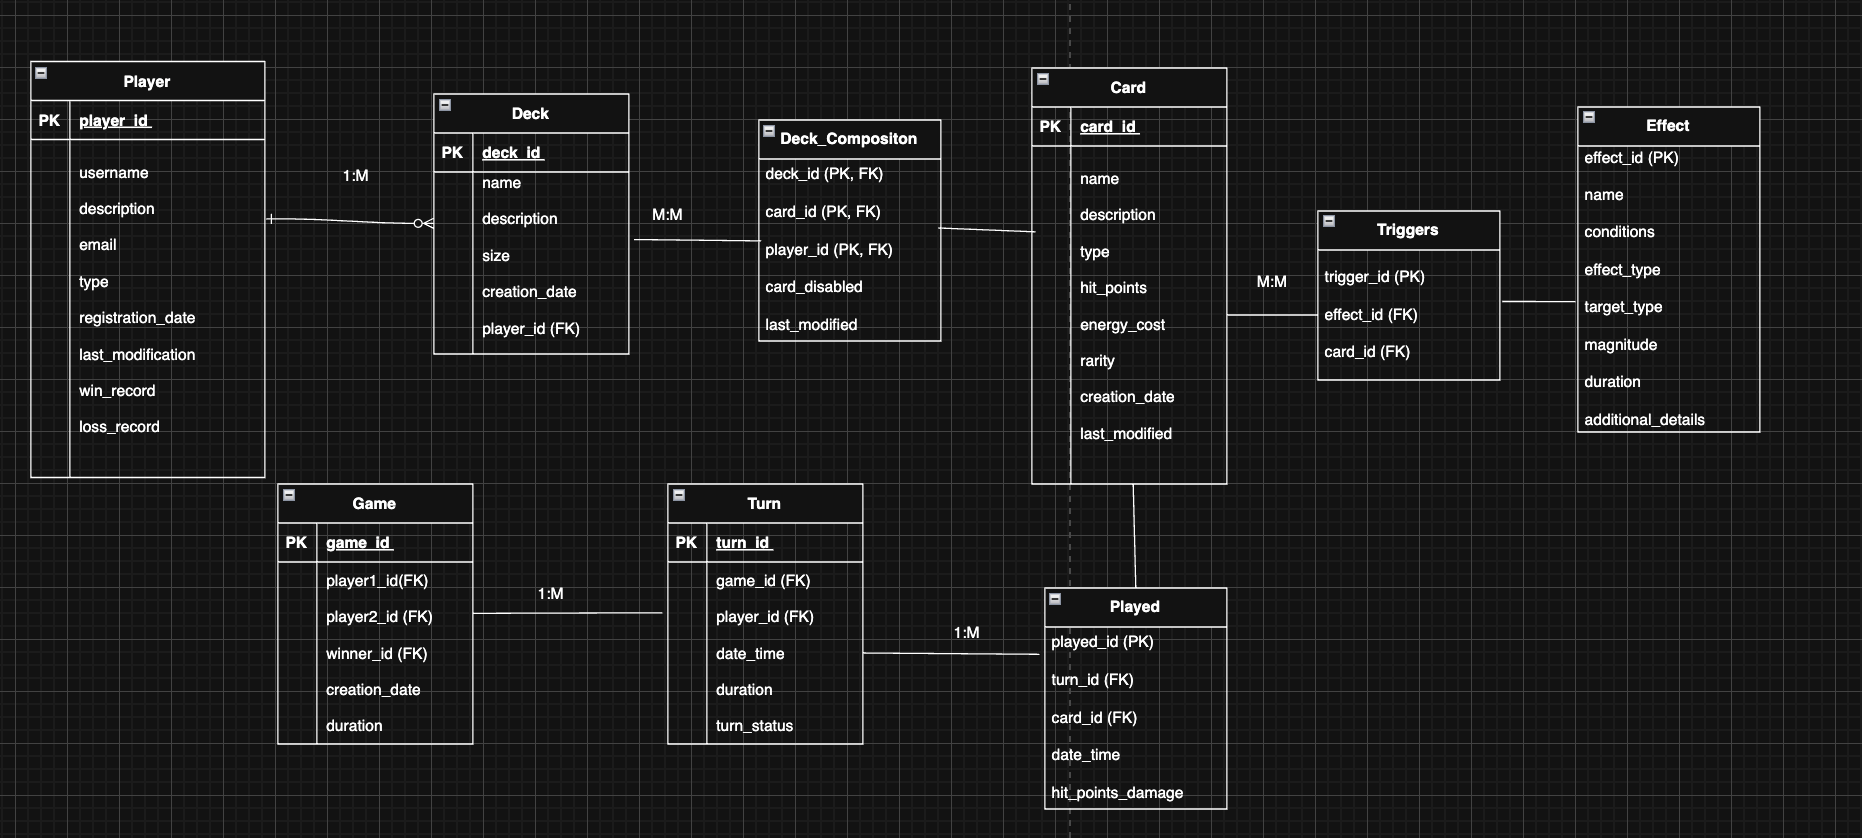 Player
PK player_id
username
description
email
type
registration_date
last_modification
win_record
loss_record
1:M
Deck
PK deck_id
name
description
size
creation_date
player_id (FK)
M:M
Deck_Compositon
deck_id (PK, FK)
card_id (PK, FK)
player_id (PK, FK)
card_disabled
last_modified
Card
PK card_id
name
description
type
hit_points
energy_cost
rarity
creation_date
last_modified
M:M
Triggers
trigger_id (PK)
effect_id (FK)
card_id (FK)
Effect
effect_id (PK)
name
conditions
effect_type
target_type
magnitude
duration
additional_details
Game
PK game_id
player1_id(FK)
player2_id (FK)
winner_id (FK)
creation_date
duration
1:M
Turn
PK turn_id
game_id (FK)
player_id (FK)
date_time
duration
turn_status
1:M
Played
played_id (PK)
turn_id (FK)
card_id (FK)
date_time
hit_points_damage